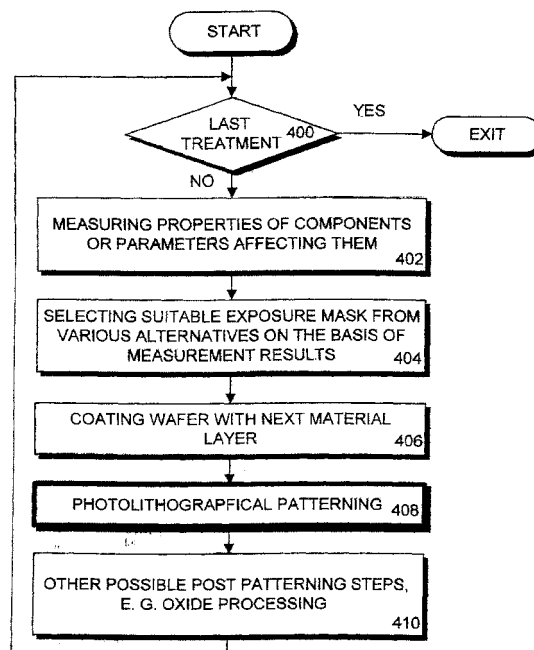 START
LAST
TREATMENT
400
YES
EXIT
NO
MEASURING PROPERTIES OF COMPONENTS
OR PARAMETERS AFFECTING THEM
402
SELECTING SUITABLE EXPOSURE MASK FROM
VARIOUS ALTERNATIVES ON THE BASIS OF
MEASUREMENT RESULTS
404
COATING WAFER WITH NEXT MATERIAL
LAYER
406
PHOTOLITHOGRAPFICAL PATTERNING
408
OTHER POSSIBLE POST PATTERNING STEPS,
E. G. OXIDE PROCESSING
410